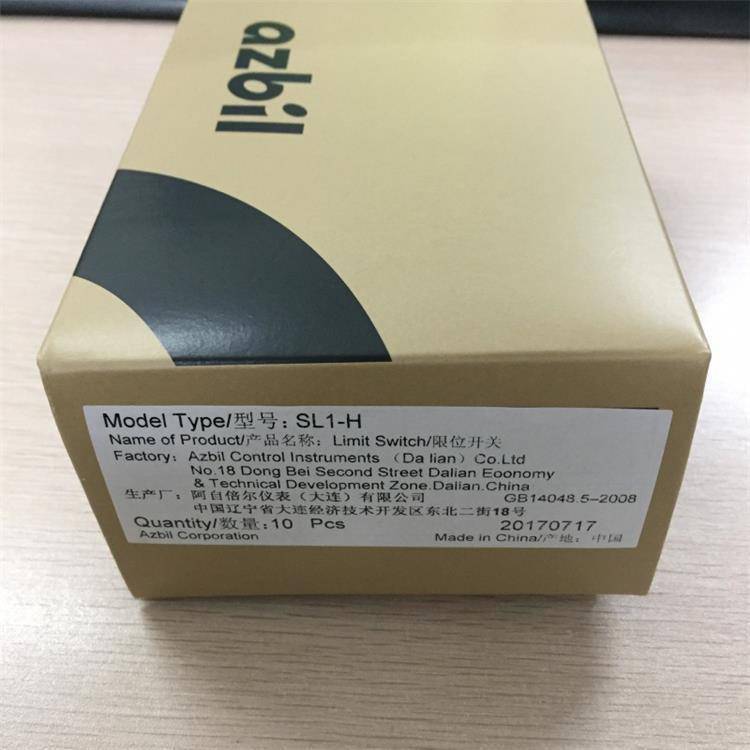 azbil
Model Type/型号: SL1-H
Name of Product/产品名称: Limit Switch/限位开关
Factory: Azbil Control Instruments （Da lian）Co.Ltd
No.18 Dong Bei Second Street Dalian Eoonomy
& Technical Development Zone.Dalian.China
生产厂: 阿自倍尔仪表（大连）有限公司 GB14048.5-2008
中国辽宁省大连经济技术开发区东北二街18号
Quantity/数量:10 Pcs 20170717
Azbil Corporation Made in China/产地: 中国